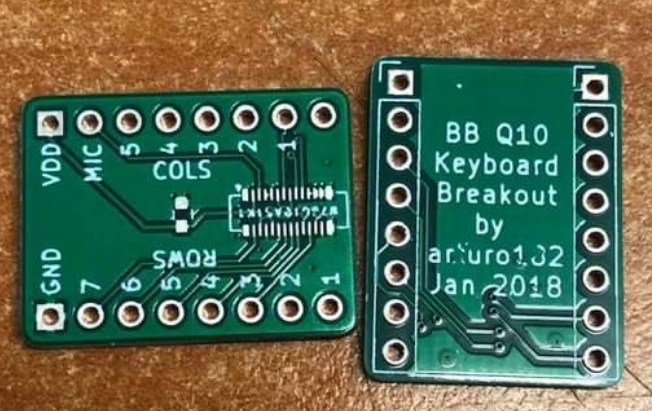 VDD MIC 5 4 3 2 1
COLS
ROWS
GND 7 6 5 4 3 2 1
BB Q10
Keyboard
Breakout
by
arturo182
Jan 2018